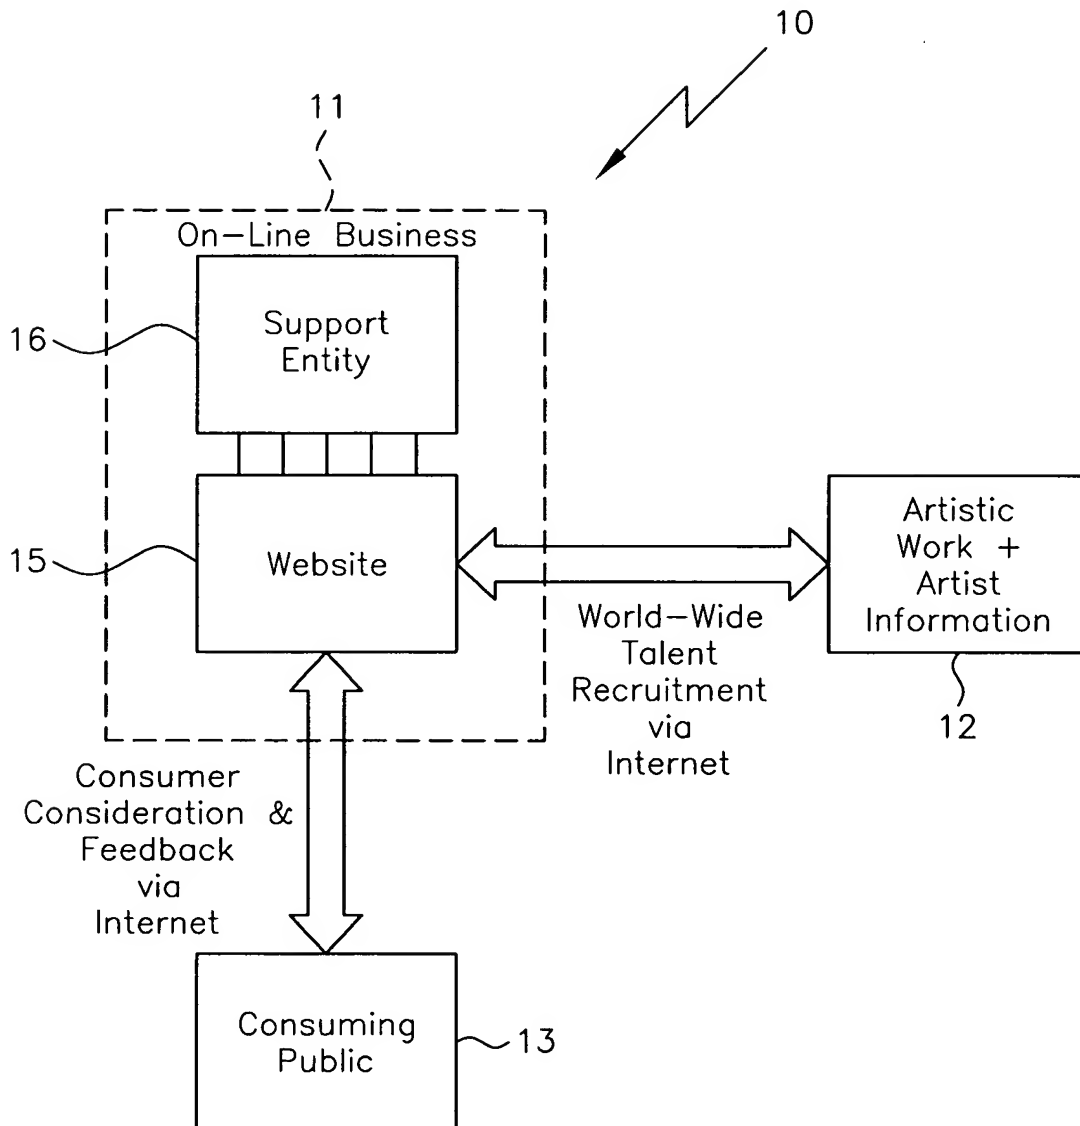 10
11
On-Line Business
Support
Entity
16
Website
15
Artistic
Work +
Artist
Information
12
World-Wide
Talent
Recruitment
via
Internet
Consumer
Consideration &
Feedback
via
Internet
Consuming
Public
13